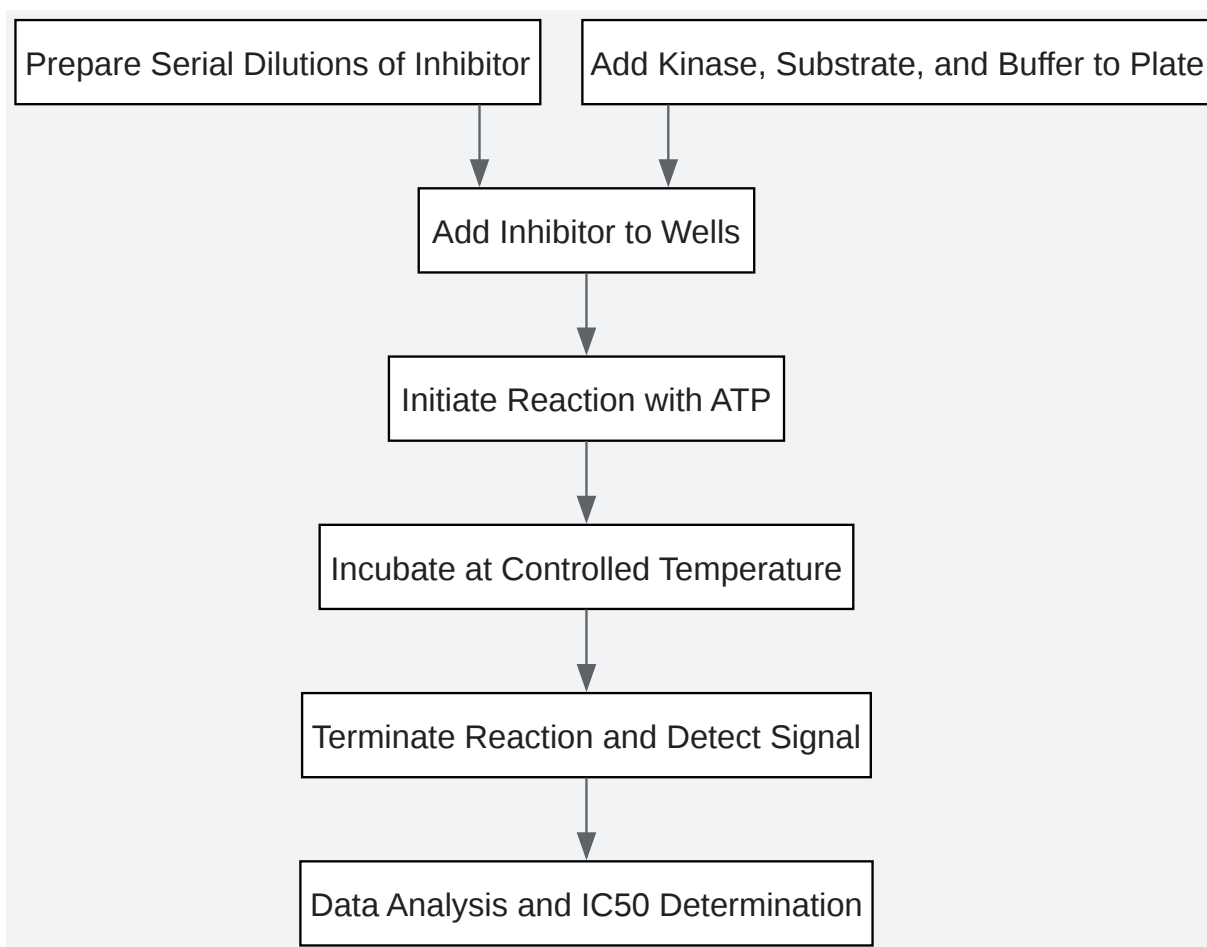 Prepare Serial Dilutions of Inhibitor
Add Kinase, Substrate, and Buffer to Plate
Add Inhibitor to Wells
Initiate Reaction with ATP
Incubate at Controlled Temperature
Terminate Reaction and Detect Signal
Data Analysis and IC50 Determination